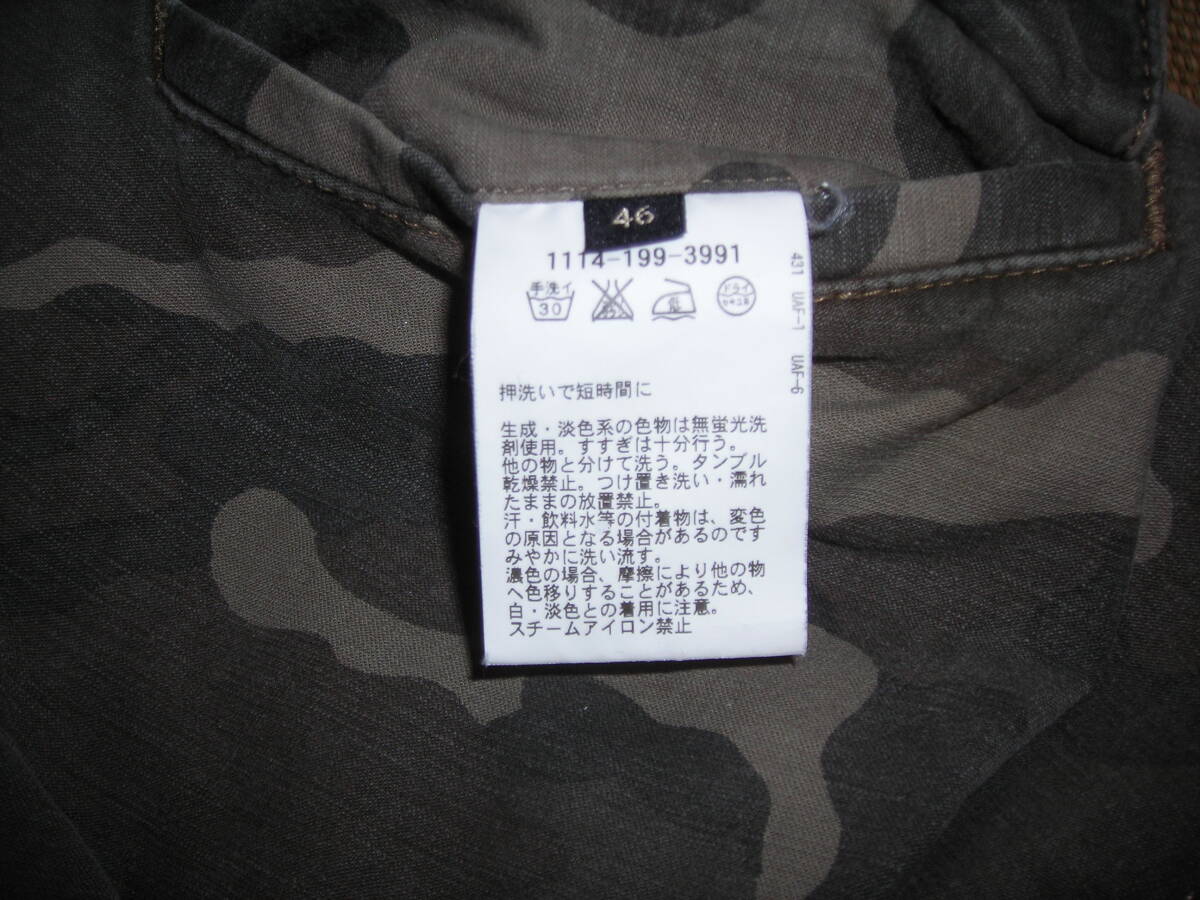 46
1114-199-3991
手洗イ
30
ドライ
431 UAF-1 UAF-6
押洗いで短時間に
生成・淡色系の色物は無蛍光洗
剤使用。すすぎは十分行う。
他の物と分けて洗う。タンブル
乾燥禁止。つけ置き洗い・濡れ
たままの放置禁止。
汗・飲料水等の付着物は、変色
の原因となる場合があるのです
みやかに洗い流す。
濃色の場合、摩擦により他の物
へ色移りすることがあるため、
白・淡色との着用に注意。
スチームアイロン禁止